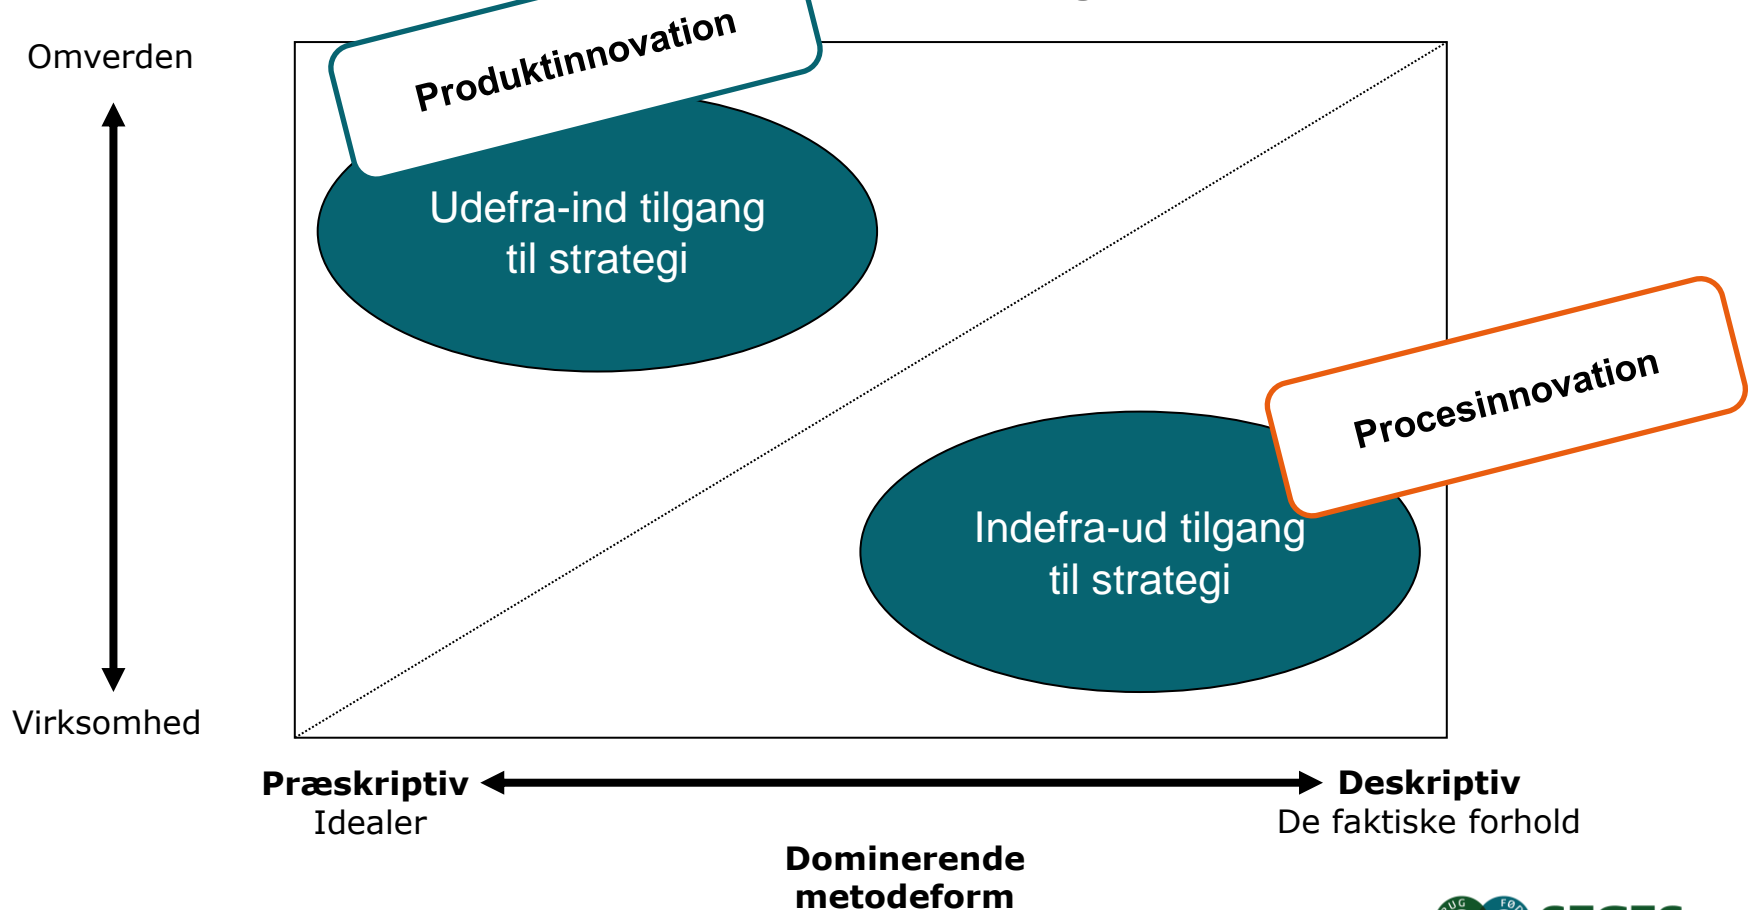 Omverden
Produktinnovation
Udefra-ind tilgang
til strategi
Procesinnovation
Indefra-ud tilgang
til strategi
Virksomhed
Præskriptiv
Idealer
Deskriptiv
De faktiske forhold
Dominerende
metodeform